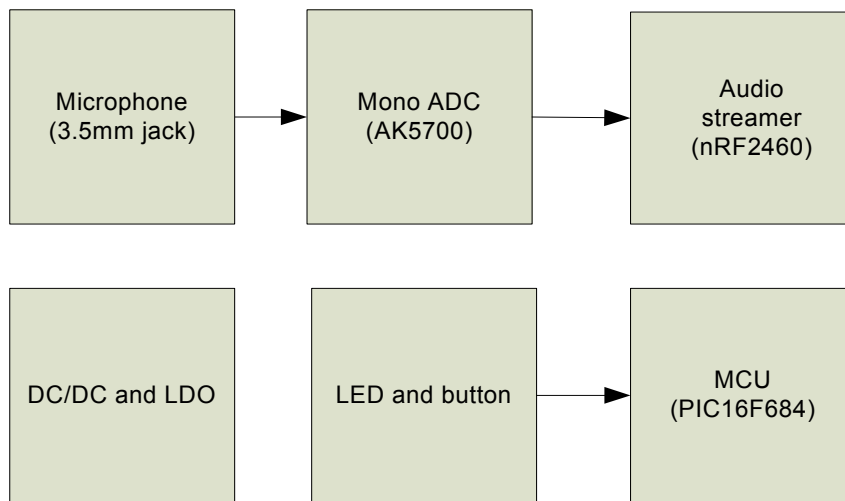 Microphone
(3.5mm jack)
Mono ADC
(AK5700)
Audio
streamer
(nRF2460)
DC/DC and LDO
LED and button
MCU
(PIC16F684)